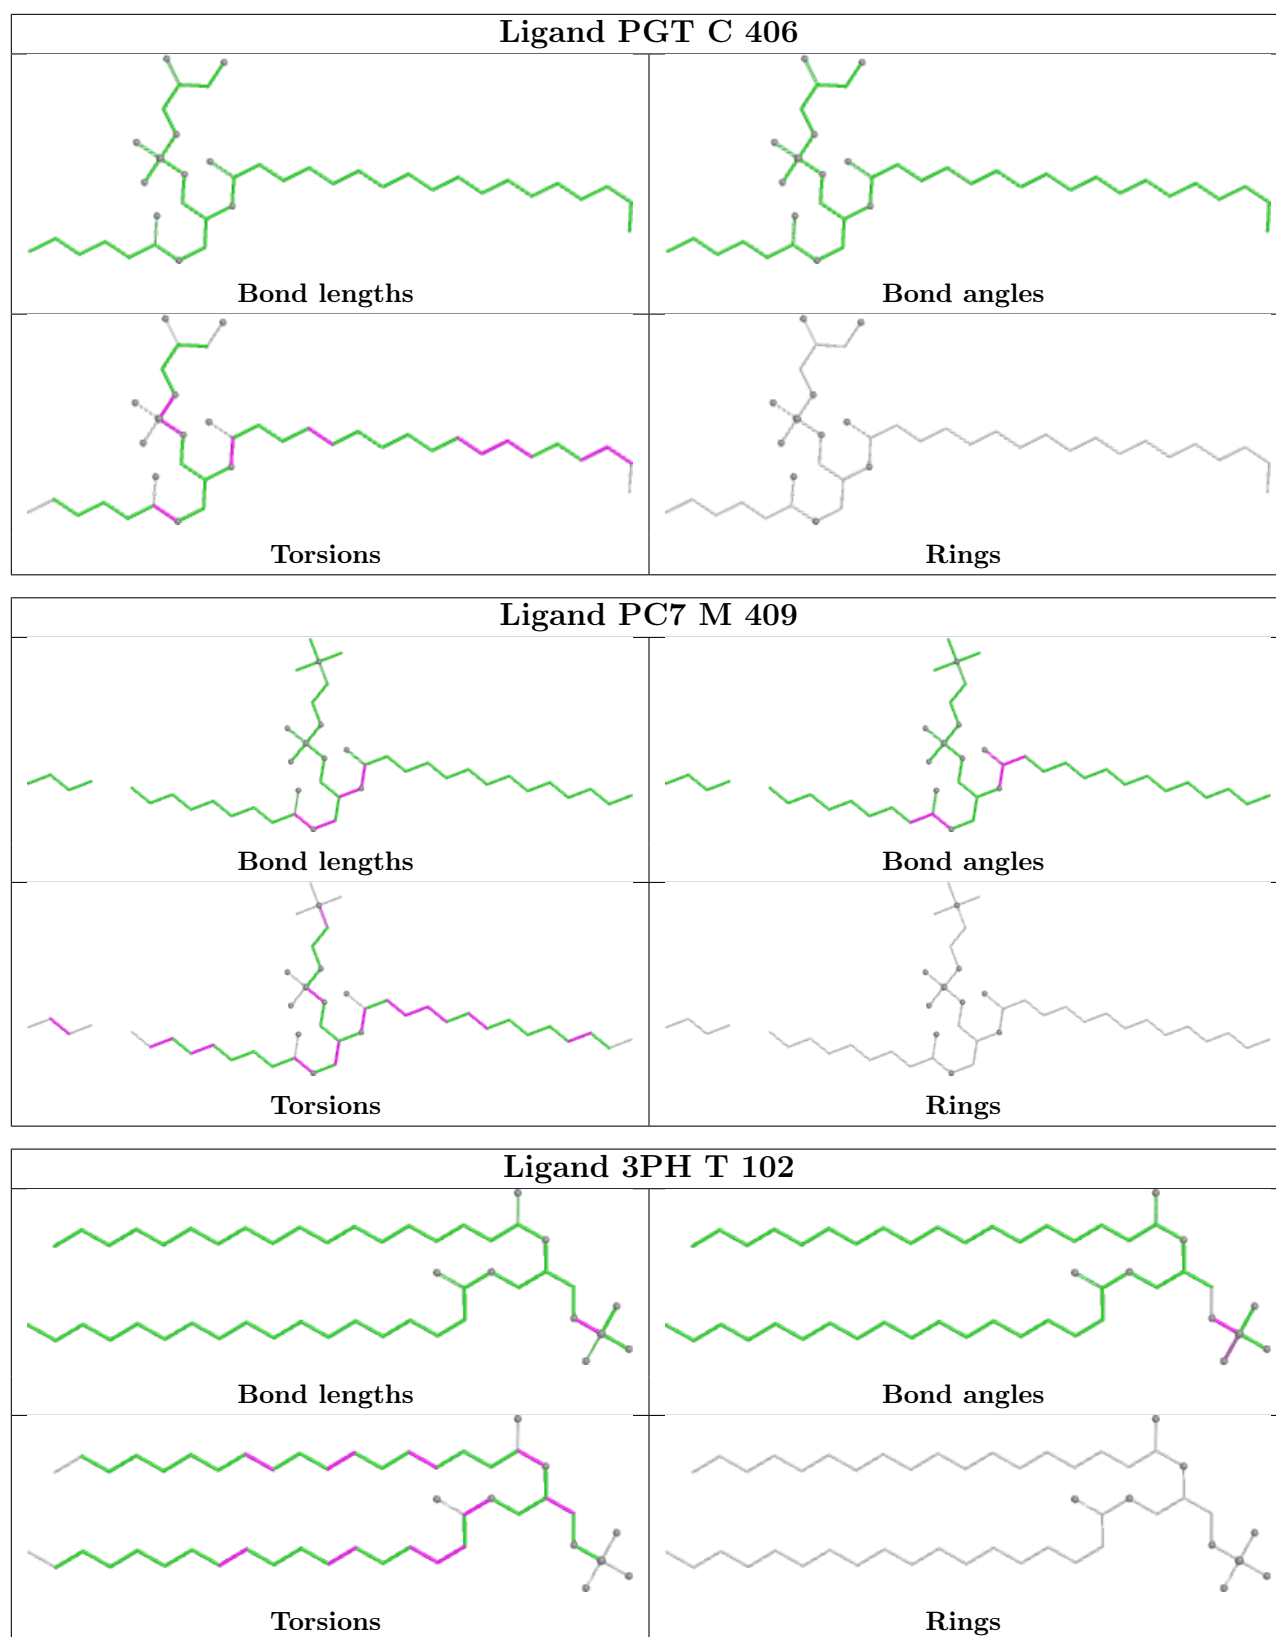 Ligand PGT C 406
Bond lengths
Bond angles
Torsions
Rings
Ligand PC7 M 409
Bond lengths
Bond angles
Torsions
Rings
Ligand 3PH T 102
Bond lengths
Bond angles
Torsions
Rings